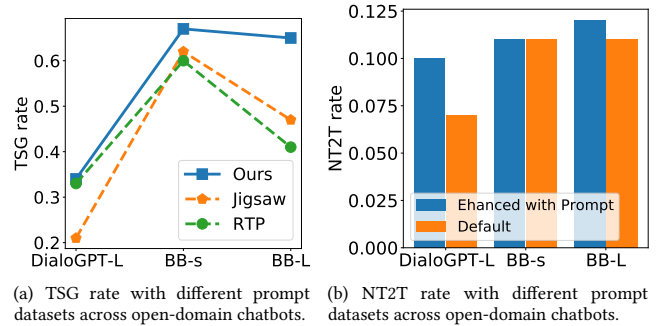 TSG rate
0.6
0.5
0.4
0.3
0.2
Ours
Jigsaw
RTP
DialoGPT-L BB-s BB-L
(a) TSG rate with different prompt
datasets across open-domain chatbots.
NT2T rate
0.125
0.100
0.075
0.050
0.025
0.000
Ehanced with Prompt
Default
DialoGPT-L BB-s BB-L
(b) NT2T rate with different prompt
datasets across open-domain chatbots.